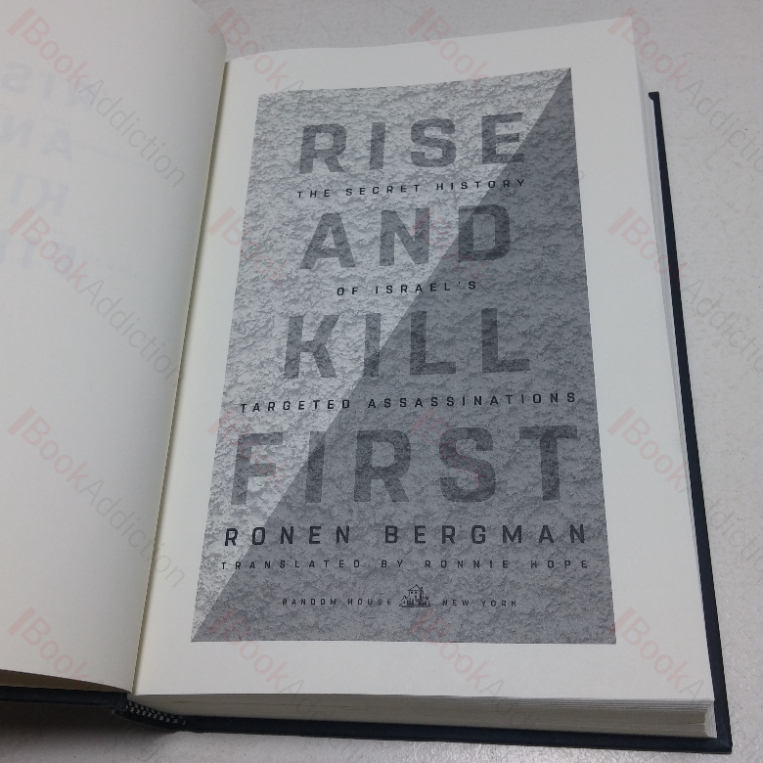 RISE
THE SECRET HISTORY
AND
OF ISRAEL'S
KILL
TARGETED ASSASSINATIONS
FIRST
RONEN BERGMAN
TRANSLATED BY RONNIE HOPE
RANDOM HOUSE NEW YORK
BookAddiction